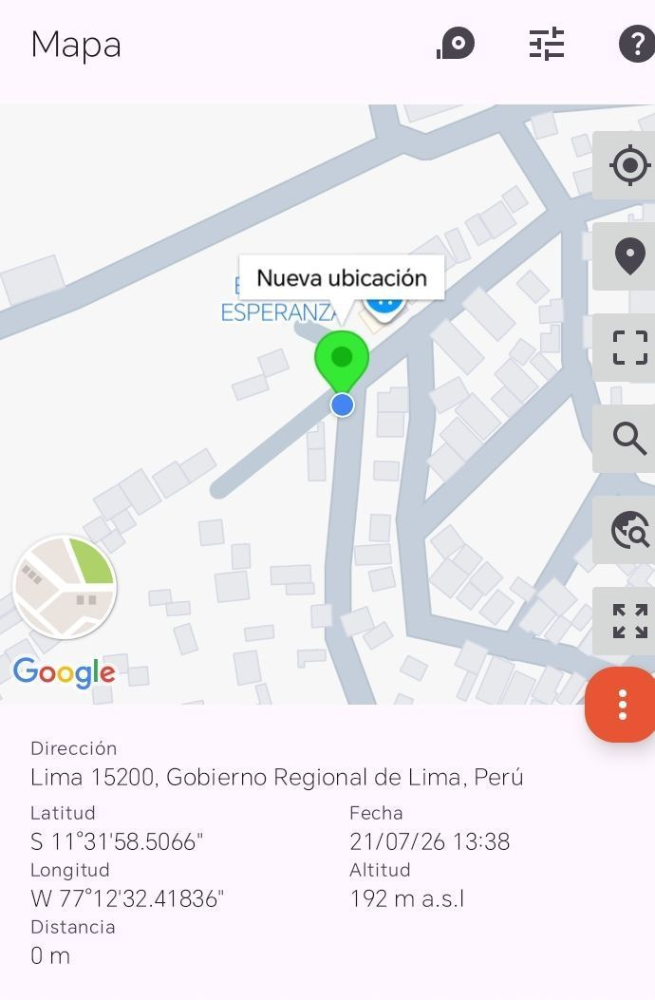 Mapa
Nueva ubicación
ESPERANZA
Google
Dirección
Lima 15200, Gobierno Regional de Lima, Perú
Latitud
Fecha
S 11°31'58.5066"
21/07/26 13:38
Longitud
Altitud
W 77°12'32.41836"
192 m a.s.l
Distancia
0 m